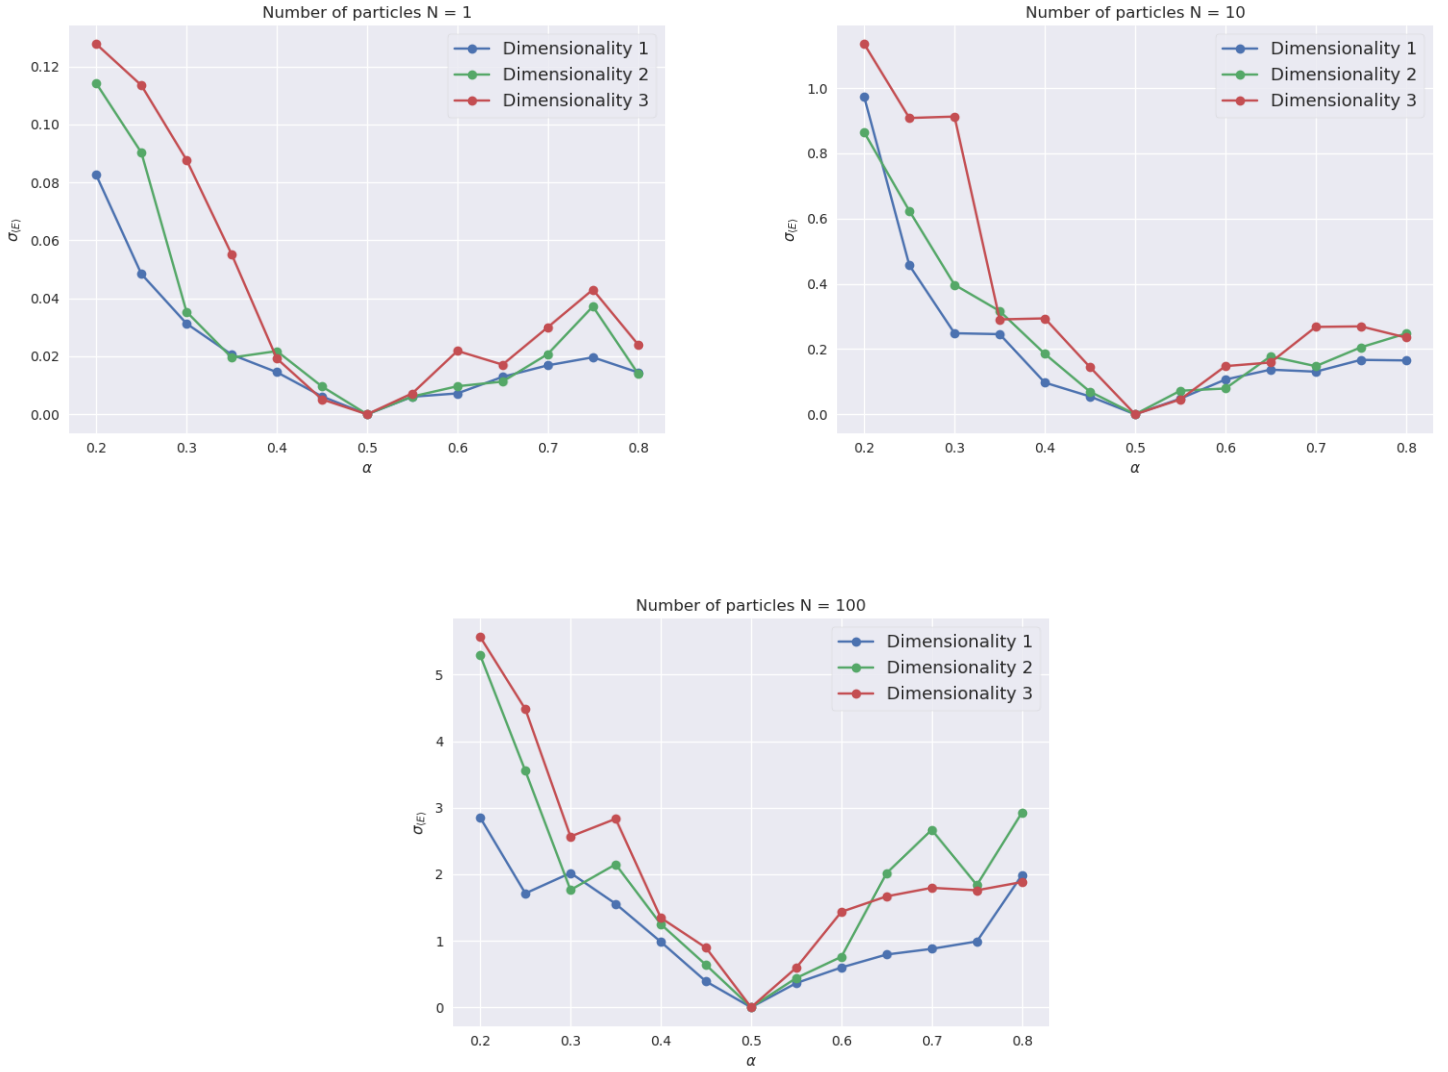 Number of particles N = 1
Dimensionality 1
Dimensionality 2
Dimensionality 3
0.12
0.10
0.08
0.06
0.04
0.02
0.00
σ⟨E⟩
0.2 0.3 0.4 0.5 0.6 0.7 0.8
α
Number of particles N = 10
Dimensionality 1
Dimensionality 2
Dimensionality 3
1.0
0.8
0.6
0.4
0.2
0.0
σ⟨E⟩
0.2 0.3 0.4 0.5 0.6 0.7 0.8
α
Number of particles N = 100
Dimensionality 1
Dimensionality 2
Dimensionality 3
5
4
3
2
1
0
σ⟨E⟩
0.2 0.3 0.4 0.5 0.6 0.7 0.8
α